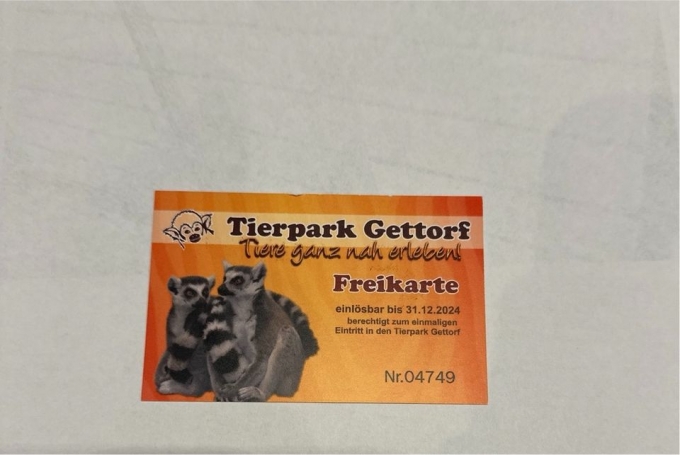 Tierpark Gettorf
Tiere ganz nah erleben!
Freikarte
einlösbar bis 31.12.2024
berechtigt zum einmaligen
Eintritt in den Tierpark Gettorf
Nr.04749